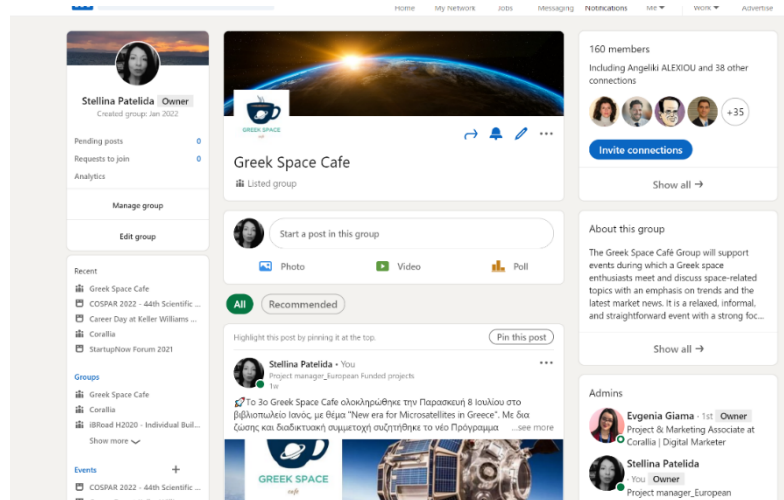 Home My Network Jobs Messaging Notifications Me Work Advertise
Stellina Patelida Owner
Created group: Jan 2022
Pending posts 0
Requests to join 0
Analytics
Manage group
Edit group
Recent
Greek Space Cafe
COSPAR 2022 - 44th Scientific ...
Career Day at Keller Williams ...
Corallia
StartupNow Forum 2021
Groups
Greek Space Cafe
Corallia
iBRoad H2020 - Individual Buil...
Show more
Events +
COSPAR 2022 - 44th Scientific ...
GREEK SPACE
cafe
Greek Space Cafe
Listed group
Start a post in this group
Photo Video Poll
All Recommended
Highlight this post by pinning it at the top. Pin this post
Stellina Patelida • You
Project manager_European Funded projects
1w
🚀Το 3ο Greek Space Cafe ολοκληρώθηκε την Παρασκευή 8 Ιουλίου στο
βιβλιοπωλείο Ιανός, με θέμα "New era for Microsatellites in Greece". Με δια
ζώσης και διαδικτυακή συμμετοχή συζητήθηκε το νέο Πρόγραμμα ...see more
GREEK SPACE
cafe
160 members
Including Angeliki ALEXIOU and 38 other
connections
+35
Invite connections
Show all →
About this group
The Greek Space Café Group will support
events during which a Greek space
enthusiasts meet and discuss space-related
topics with an emphasis on trends and the
latest market news. It is a relaxed, informal,
and straightforward event with a strong foc...
Show all →
Admins
Evgenia Giama · 1st Owner
Project & Marketing Associate at
Corallia | Digital Marketer
Stellina Patelida
· You Owner
Project manager_European